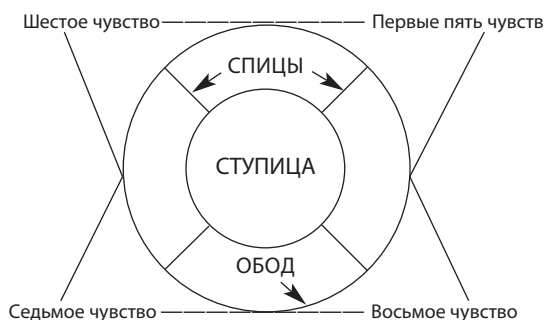 Шестое чувство
Первые пять чувств
СПИЦЫ
СТУПИЦА
ОБОД
Седьмое чувство
Восьмое чувство